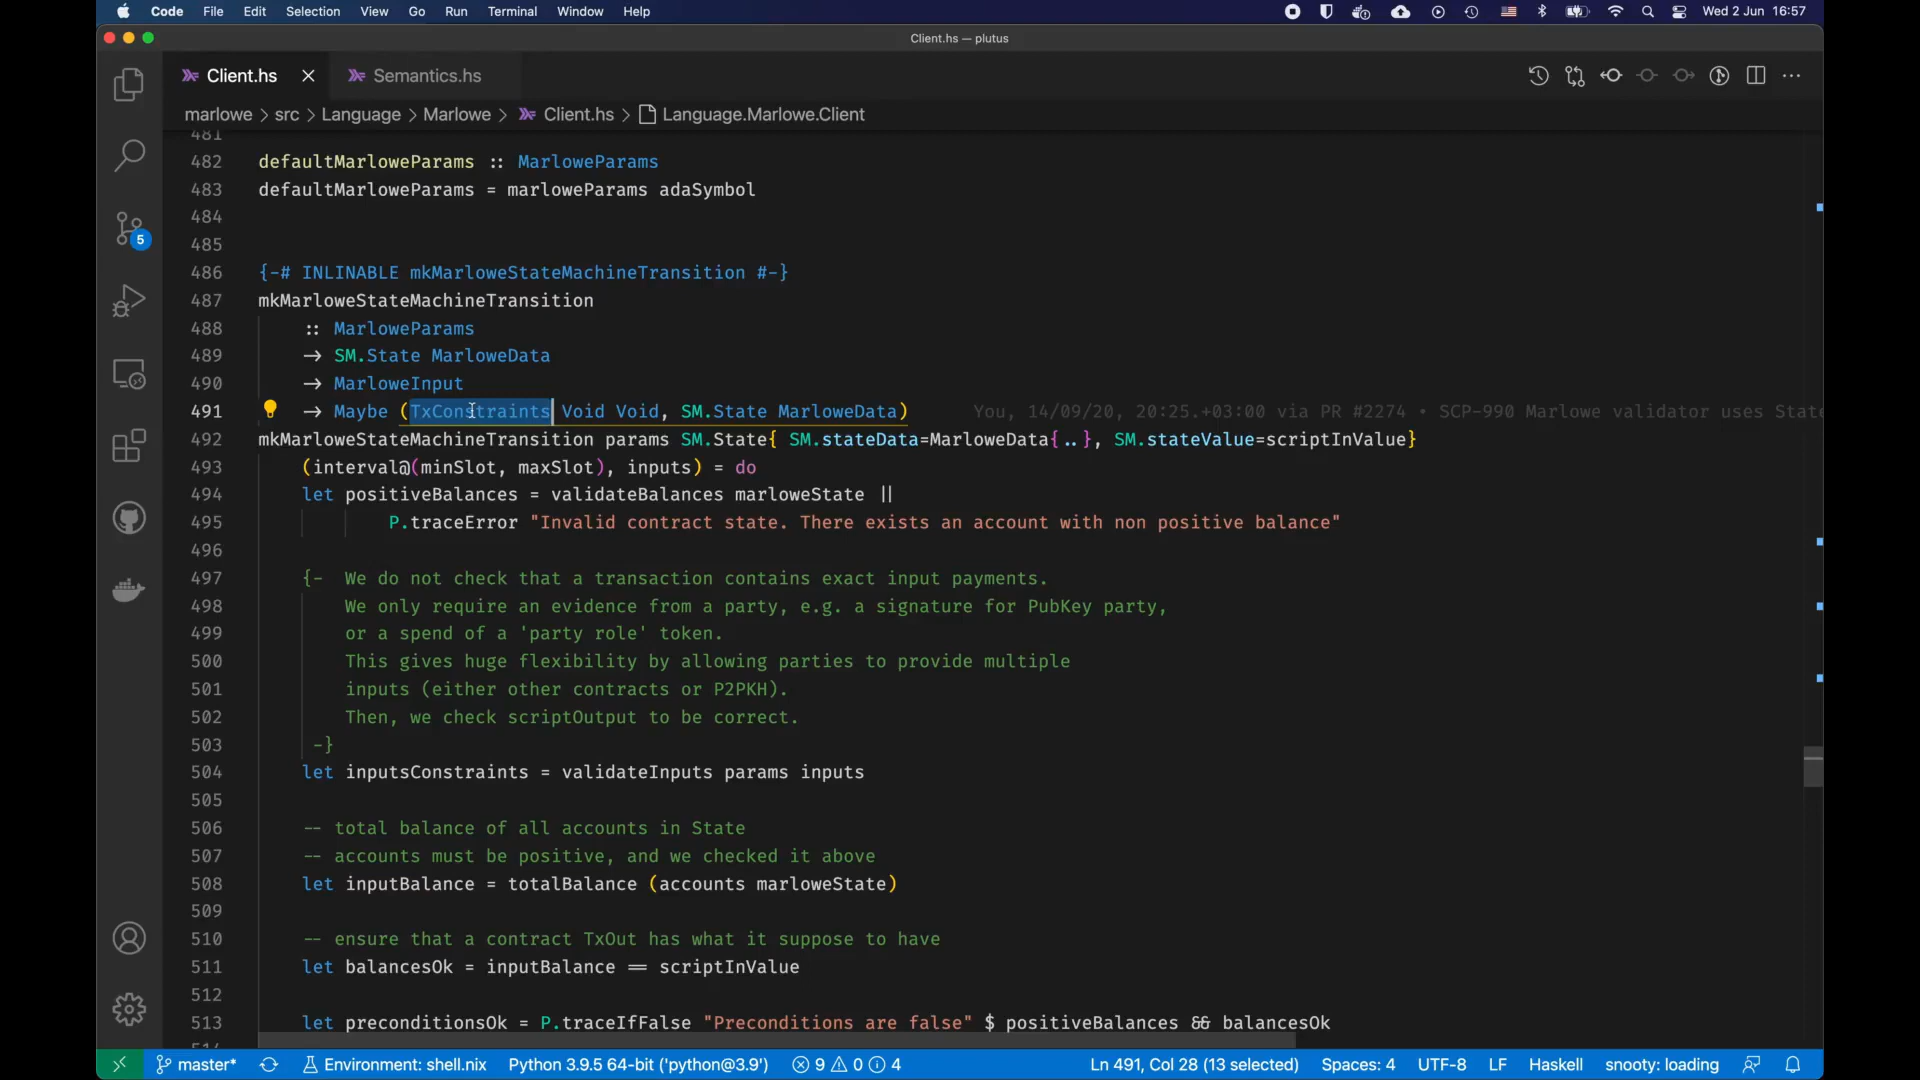 Code File Edit Selection View Go Run Terminal Window Help Wed 2 Jun 16:57
Client.hs — plutus
Client.hs Semantics.hs
marlowe > src > Language > Marlowe > Client.hs > Language.Marlowe.Client
481
482 defaultMarloweParams :: MarloweParams
483 defaultMarloweParams = marloweParams adaSymbol
484
485
486 {-# INLINABLE mkMarloweStateMachineTransition #-}
487 mkMarloweStateMachineTransition
488 :: MarloweParams
489 → SM.State MarloweData
490 → MarloweInput
491 → Maybe (TxConstraints Void Void, SM.State MarloweData) You, 14/09/20, 20:25.+03:00 via PR #2274 • SCP-990 Marlowe validator uses State
492 mkMarloweStateMachineTransition params SM.State{ SM.stateData=MarloweData{..}, SM.stateValue=scriptInValue}
493 (interval@(minSlot, maxSlot), inputs) = do
494 let positiveBalances = validateBalances marloweState ||
495 P.traceError "Invalid contract state. There exists an account with non positive balance"
496
497 {- We do not check that a transaction contains exact input payments.
498 We only require an evidence from a party, e.g. a signature for PubKey party,
499 or a spend of a 'party role' token.
500 This gives huge flexibility by allowing parties to provide multiple
501 inputs (either other contracts or P2PKH).
502 Then, we check scriptOutput to be correct.
503 -}
504 let inputsConstraints = validateInputs params inputs
505
506 -- total balance of all accounts in State
507 -- accounts must be positive, and we checked it above
508 let inputBalance = totalBalance (accounts marloweState)
509
510 -- ensure that a contract TxOut has what it suppose to have
511 let balancesOk = inputBalance == scriptInValue
512
513 let preconditionsOk = P.traceIfFalse "Preconditions are false" $ positiveBalances && balancesOk
5
master* Environment: shell.nix Python 3.9.5 64-bit ('python@3.9') 9 0 4 Ln 491, Col 28 (13 selected) Spaces: 4 UTF-8 LF Haskell snooty: loading